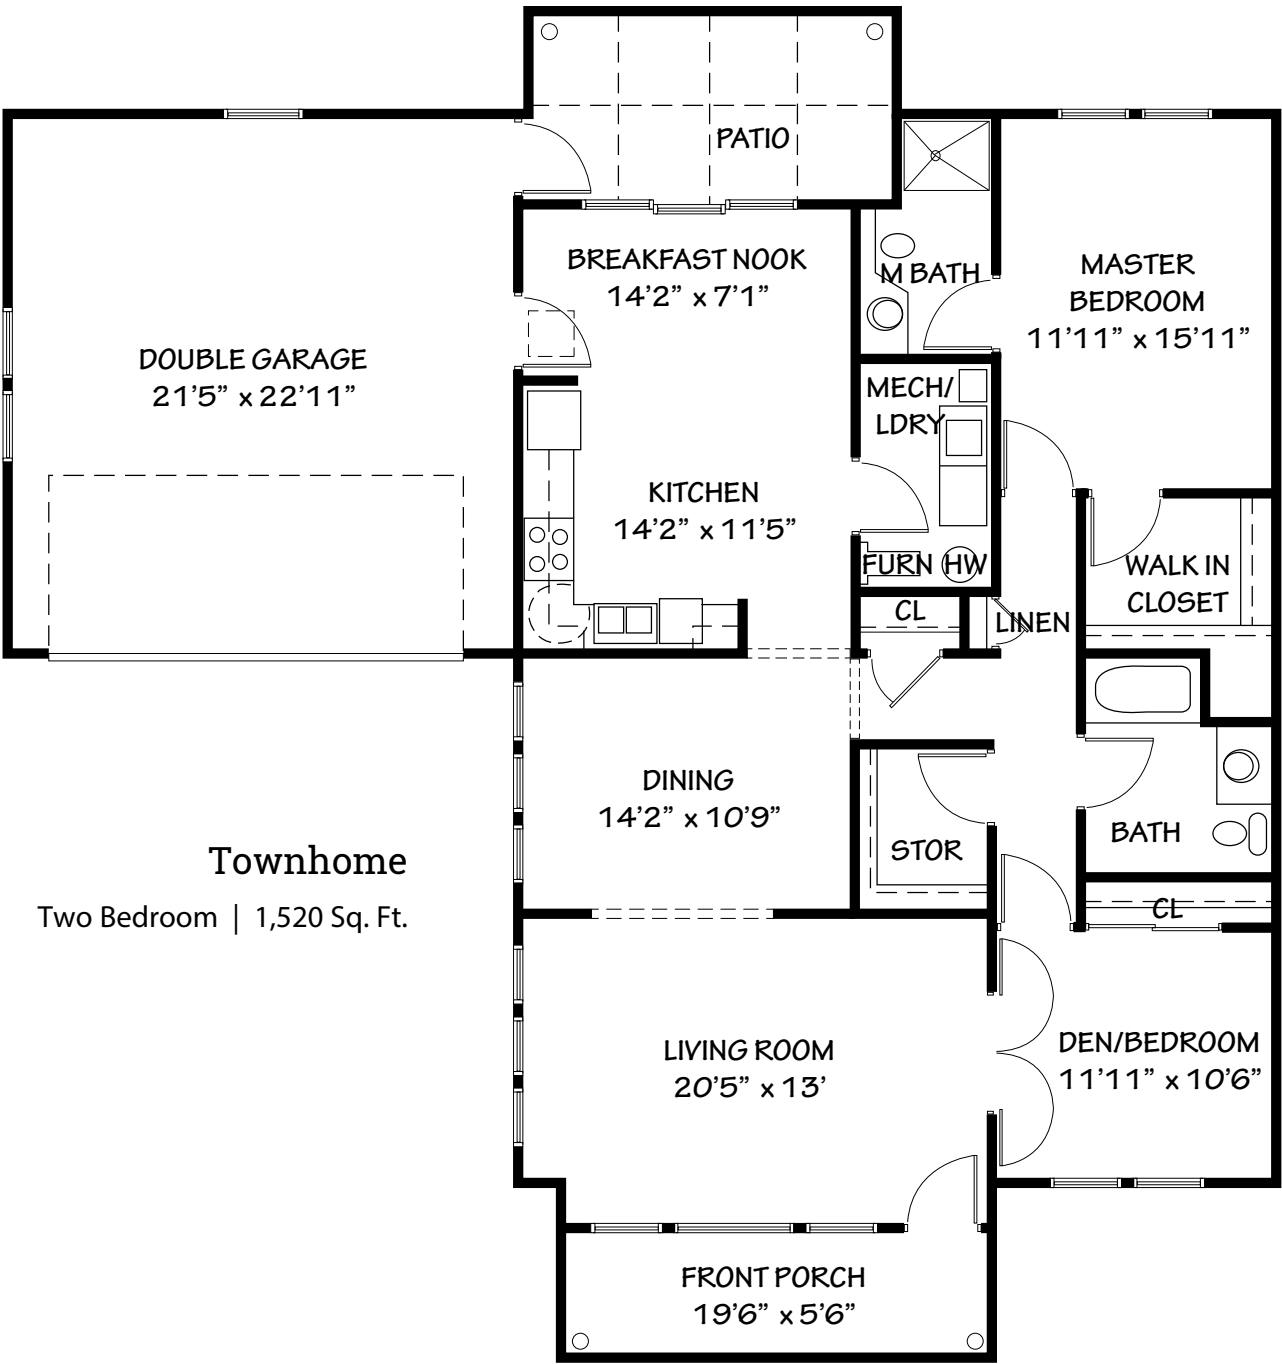 PATIO
BREAKFAST NOOK
14'2" x 7'1"
M BATH
MASTER
BEDROOM
11'11" x 15'11"
DOUBLE GARAGE
21'5" x 22'11"
MECH/
LDRY
KITCHEN
14'2" x 11'5"
FURN HW
WALK IN
CLOSET
CL
LINEN
DINING
14'2" x 10'9"
STOR
BATH
Townhome
Two Bedroom | 1,520 Sq. Ft.
CL
LIVING ROOM
20'5" x 13'
DEN/BEDROOM
11'11" x 10'6"
FRONT PORCH
19'6" x 5'6"